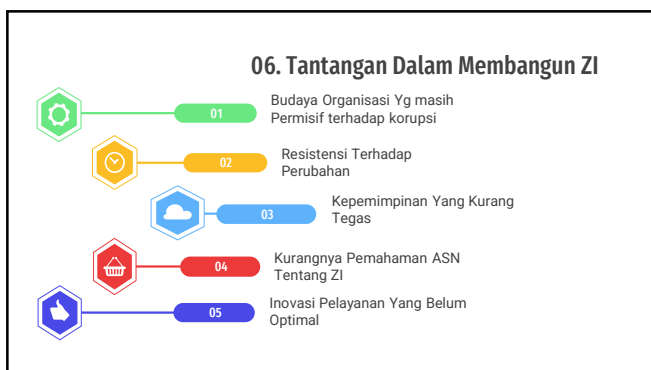 06. Tantangan Dalam Membangun ZI
01
Budaya Organisasi Yg masih
Permisif terhadap korupsi
02
Resistensi Terhadap
Perubahan
03
Kepemimpinan Yang Kurang
Tegas
04
Kurangnya Pemahaman ASN
Tentang ZI
05
Inovasi Pelayanan Yang Belum
Optimal